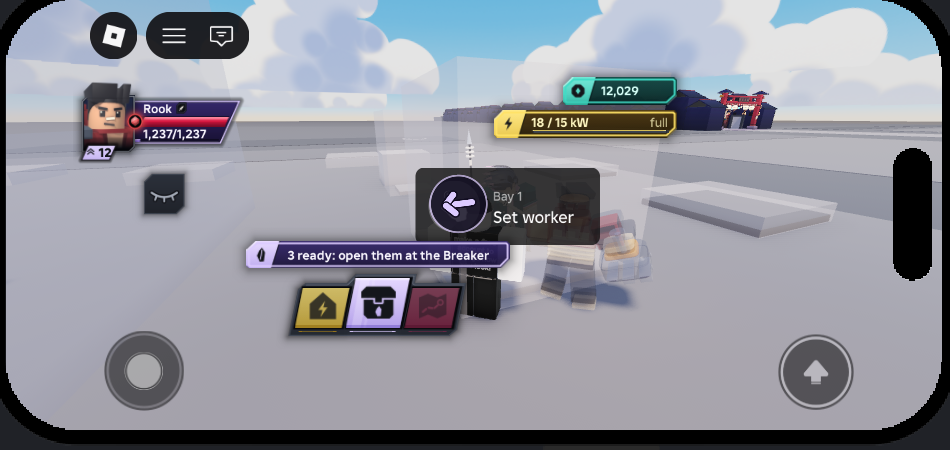 12,029
Rook
18 / 15 kW
full
1,237/1,237
12
Bay 1
Set worker
3 ready: open them at the Breaker